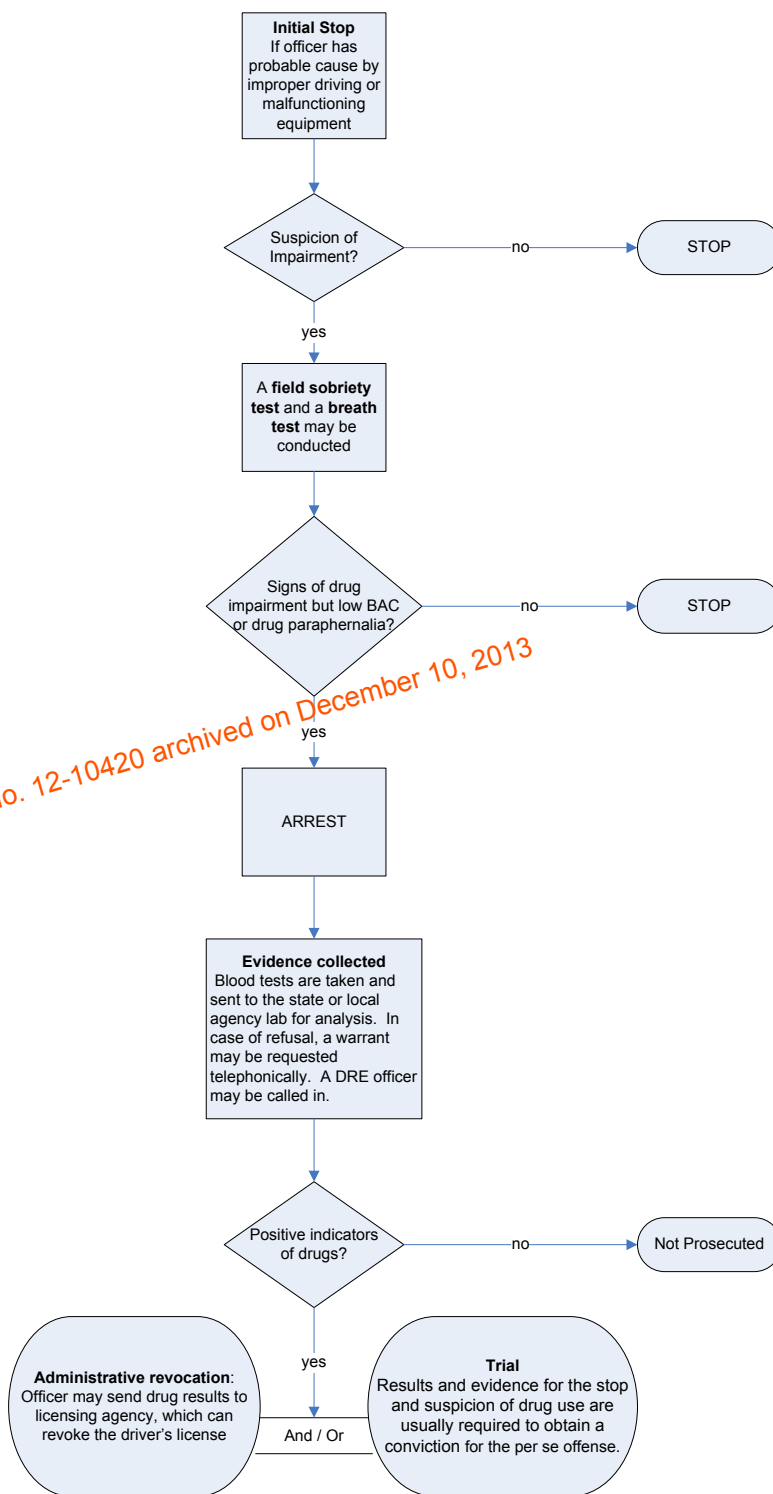 Initial Stop
If officer has
probable cause by
improper driving or
malfunctioning
equipment
Suspicion of
Impairment?
no
STOP
yes
A field sobriety
test and a breath
test may be
conducted
Signs of drug
impairment but low BAC
or drug paraphernalia?
no
STOP
o. 12-10420 archived on December 10, 2013
yes
ARREST
Evidence collected
Blood tests are taken and
sent to the state or local
agency lab for analysis. In
case of refusal, a warrant
may be requested
telephonically. A DRE officer
may be called in.
Positive indicators
of drugs?
no
Not Prosecuted
yes
Administrative revocation:
Officer may send drug results to
licensing agency, which can
revoke the driver's license
And / Or
Trial
Results and evidence for the stop
and suspicion of drug use are
usually required to obtain a
conviction for the per se offense.